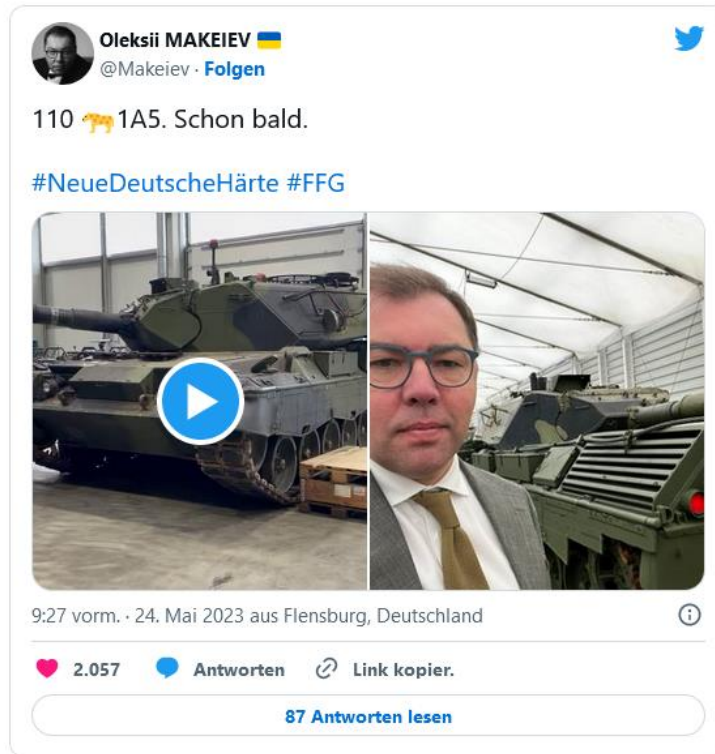 Oleksii MAKEIEV 🇺🇦
@Makeiev · Folgen
110 🐆1A5. Schon bald.
#NeueDeutscheHärte #FFG
9:27 vorm. · 24. Mai 2023 aus Flensburg, Deutschland
2.057 Antworten Link kopier.
87 Antworten lesen